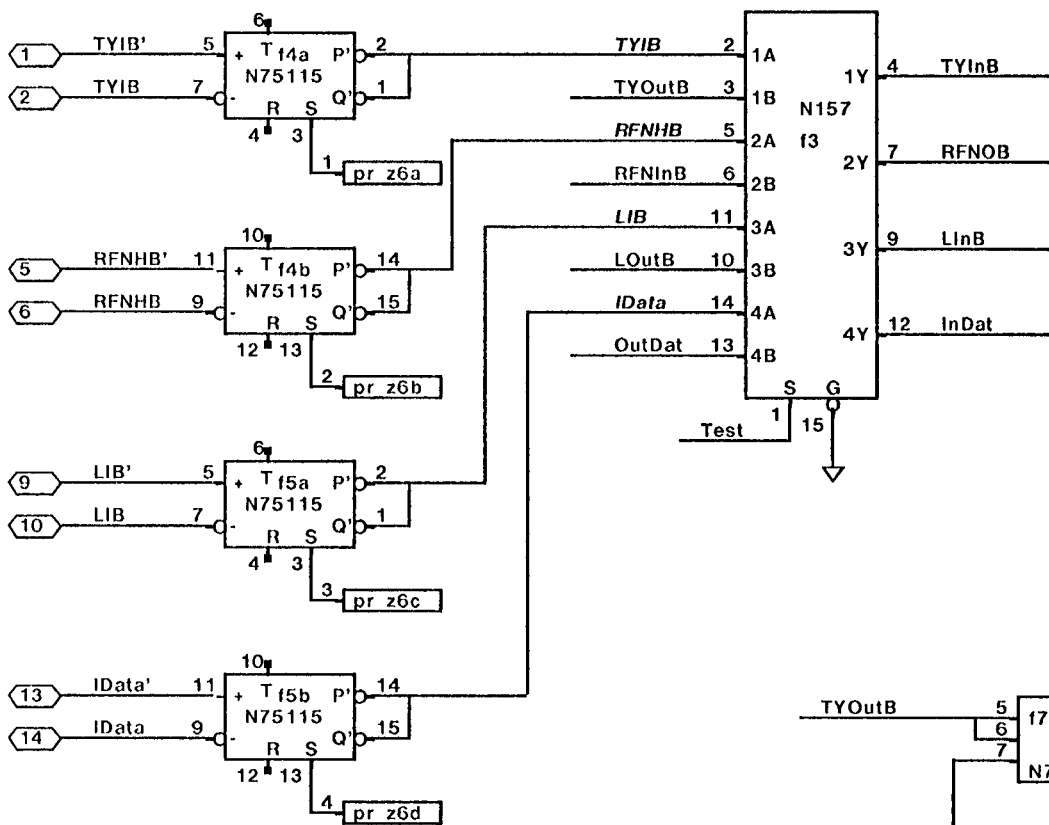 6
1 TYIB' 5 + T f4a P' 2 TYIB 2 1A
N75115 1Y 4 TYInB
2 TYIB 7 - Q' 1 TYOutB 3 1B
R S N157
4 3 RFNHB 5 2A f3
1 pr z6a 2Y 7 RFNOB
RFNInB 6 2B
LIB 11 3A
10 3Y 9 LInB
5 RFNHB' 11 + T f4b P' 14 LOutB 10 3B
N75115
6 RFNHB 9 - Q' 15 IData 14 4A
R S 4Y 12 InDat
12 13 OutDat 13 4B
2 pr z6b S G
1 15
Test
6
9 LIB' 5 + T f5a P' 2
N75115
10 LIB 7 - Q' 1
R S
4 3
3 pr z6c
10
13 IData' 11 + T f5b P' 14
N75115 TYOutB 5 f7
14 IData 9 - Q' 15 6
R S 7
12 13 N7
4 pr z6d